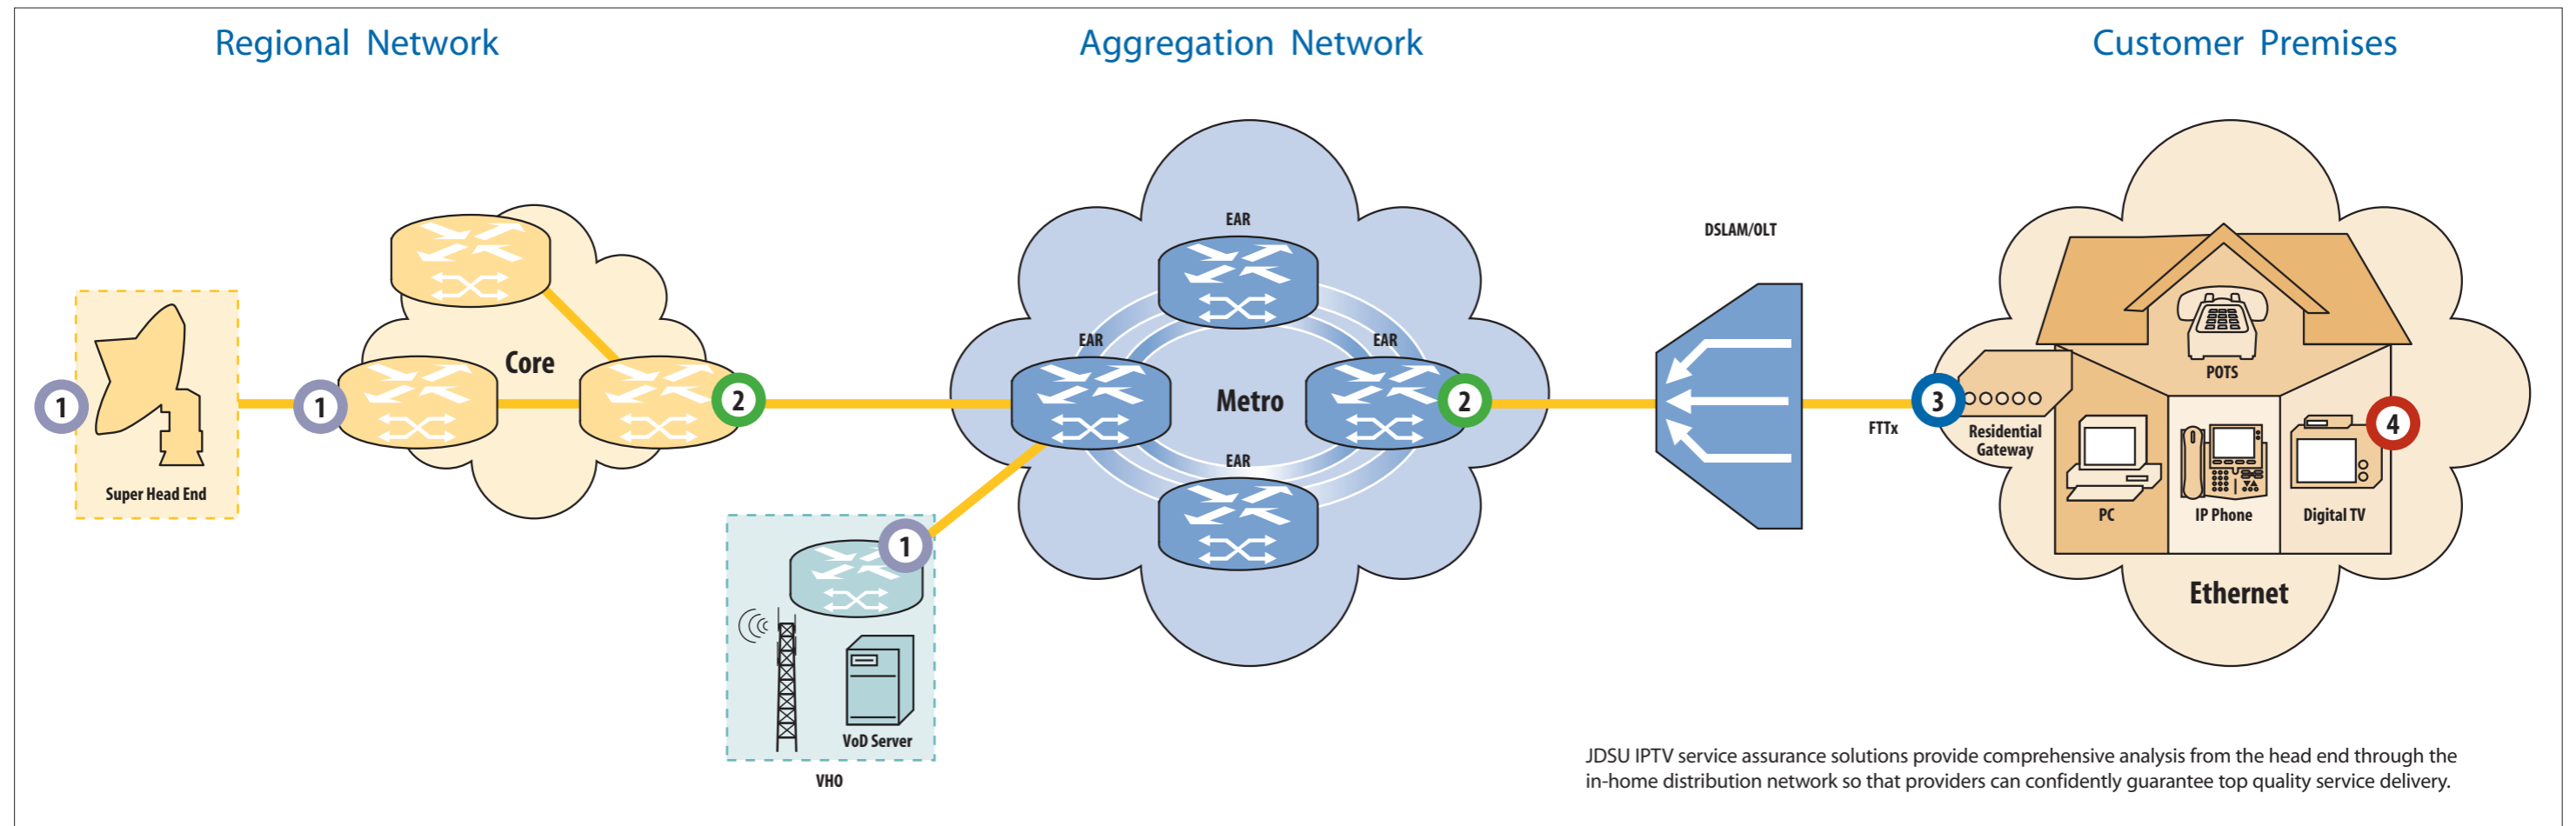 Regional Network
Aggregation Network
Customer Premises
EAR
DSLAM/OLT
Core
EAR
EAR
POTS
1
1
2
Metro
2
3
4
FTTx
Residential
Gateway
EAR
Super Head End
PC
IP Phone
Digital TV
1
Ethernet
VoD Server
VHO
JDSU IPTV service assurance solutions provide comprehensive analysis from the head end through the
in-home distribution network so that providers can confidently guarantee top quality service delivery.